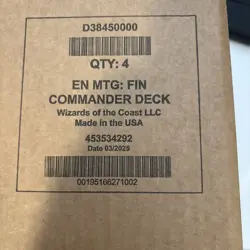 D38450000
QTY: 4
EN MTG: FIN
COMMANDER DECK
Wizards of the Coast LLC
Made in the USA
453534292
Date 03/2025
00195166271002